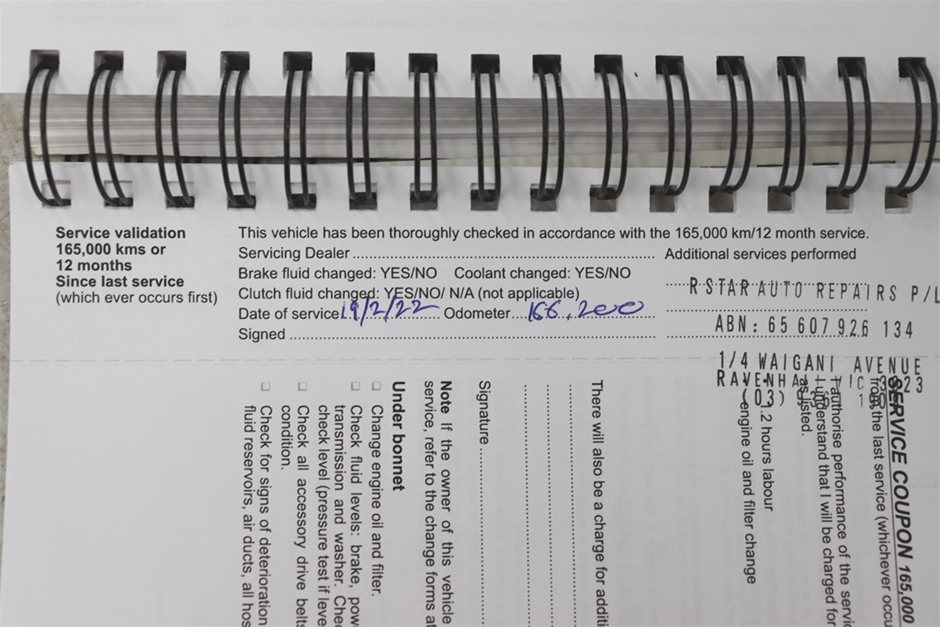 Service validation
165,000 kms or
12 months
Since last service
(which ever occurs first)
This vehicle has been thoroughly checked in accordance with the 165,000 km/12 month service.
Servicing Dealer
Additional services performed
Brake fluid changed: YES/NO Coolant changed: YES/NO
Clutch fluid changed: YES/NO/ N/A (not applicable)
Date of service 19/2/22 Odometer 166,200
Signed
R STAR AUTO REPAIRS P/L
ABN: 65 607 926 134
1/4 WAIGANI AVENUE
(03)
SERVICE COUPON 165,000
from the last service (whichever occu
I authorise performance of the servic
I understand that I will be charged for
as listed.
1.2 hours labour
engine oil and filter change
There will also be a charge for additi
Signature
Note If the owner of this vehicle
service, refer to the change forms at
Under bonnet
□ Change engine oil and filter.
□ Check fluid levels: brake, pow
transmission and washer. Chec
check level (pressure test if leve
□ Check all accessory drive belts
condition.
□ Check for signs of deterioration
fluid reservoirs, air ducts, all hos